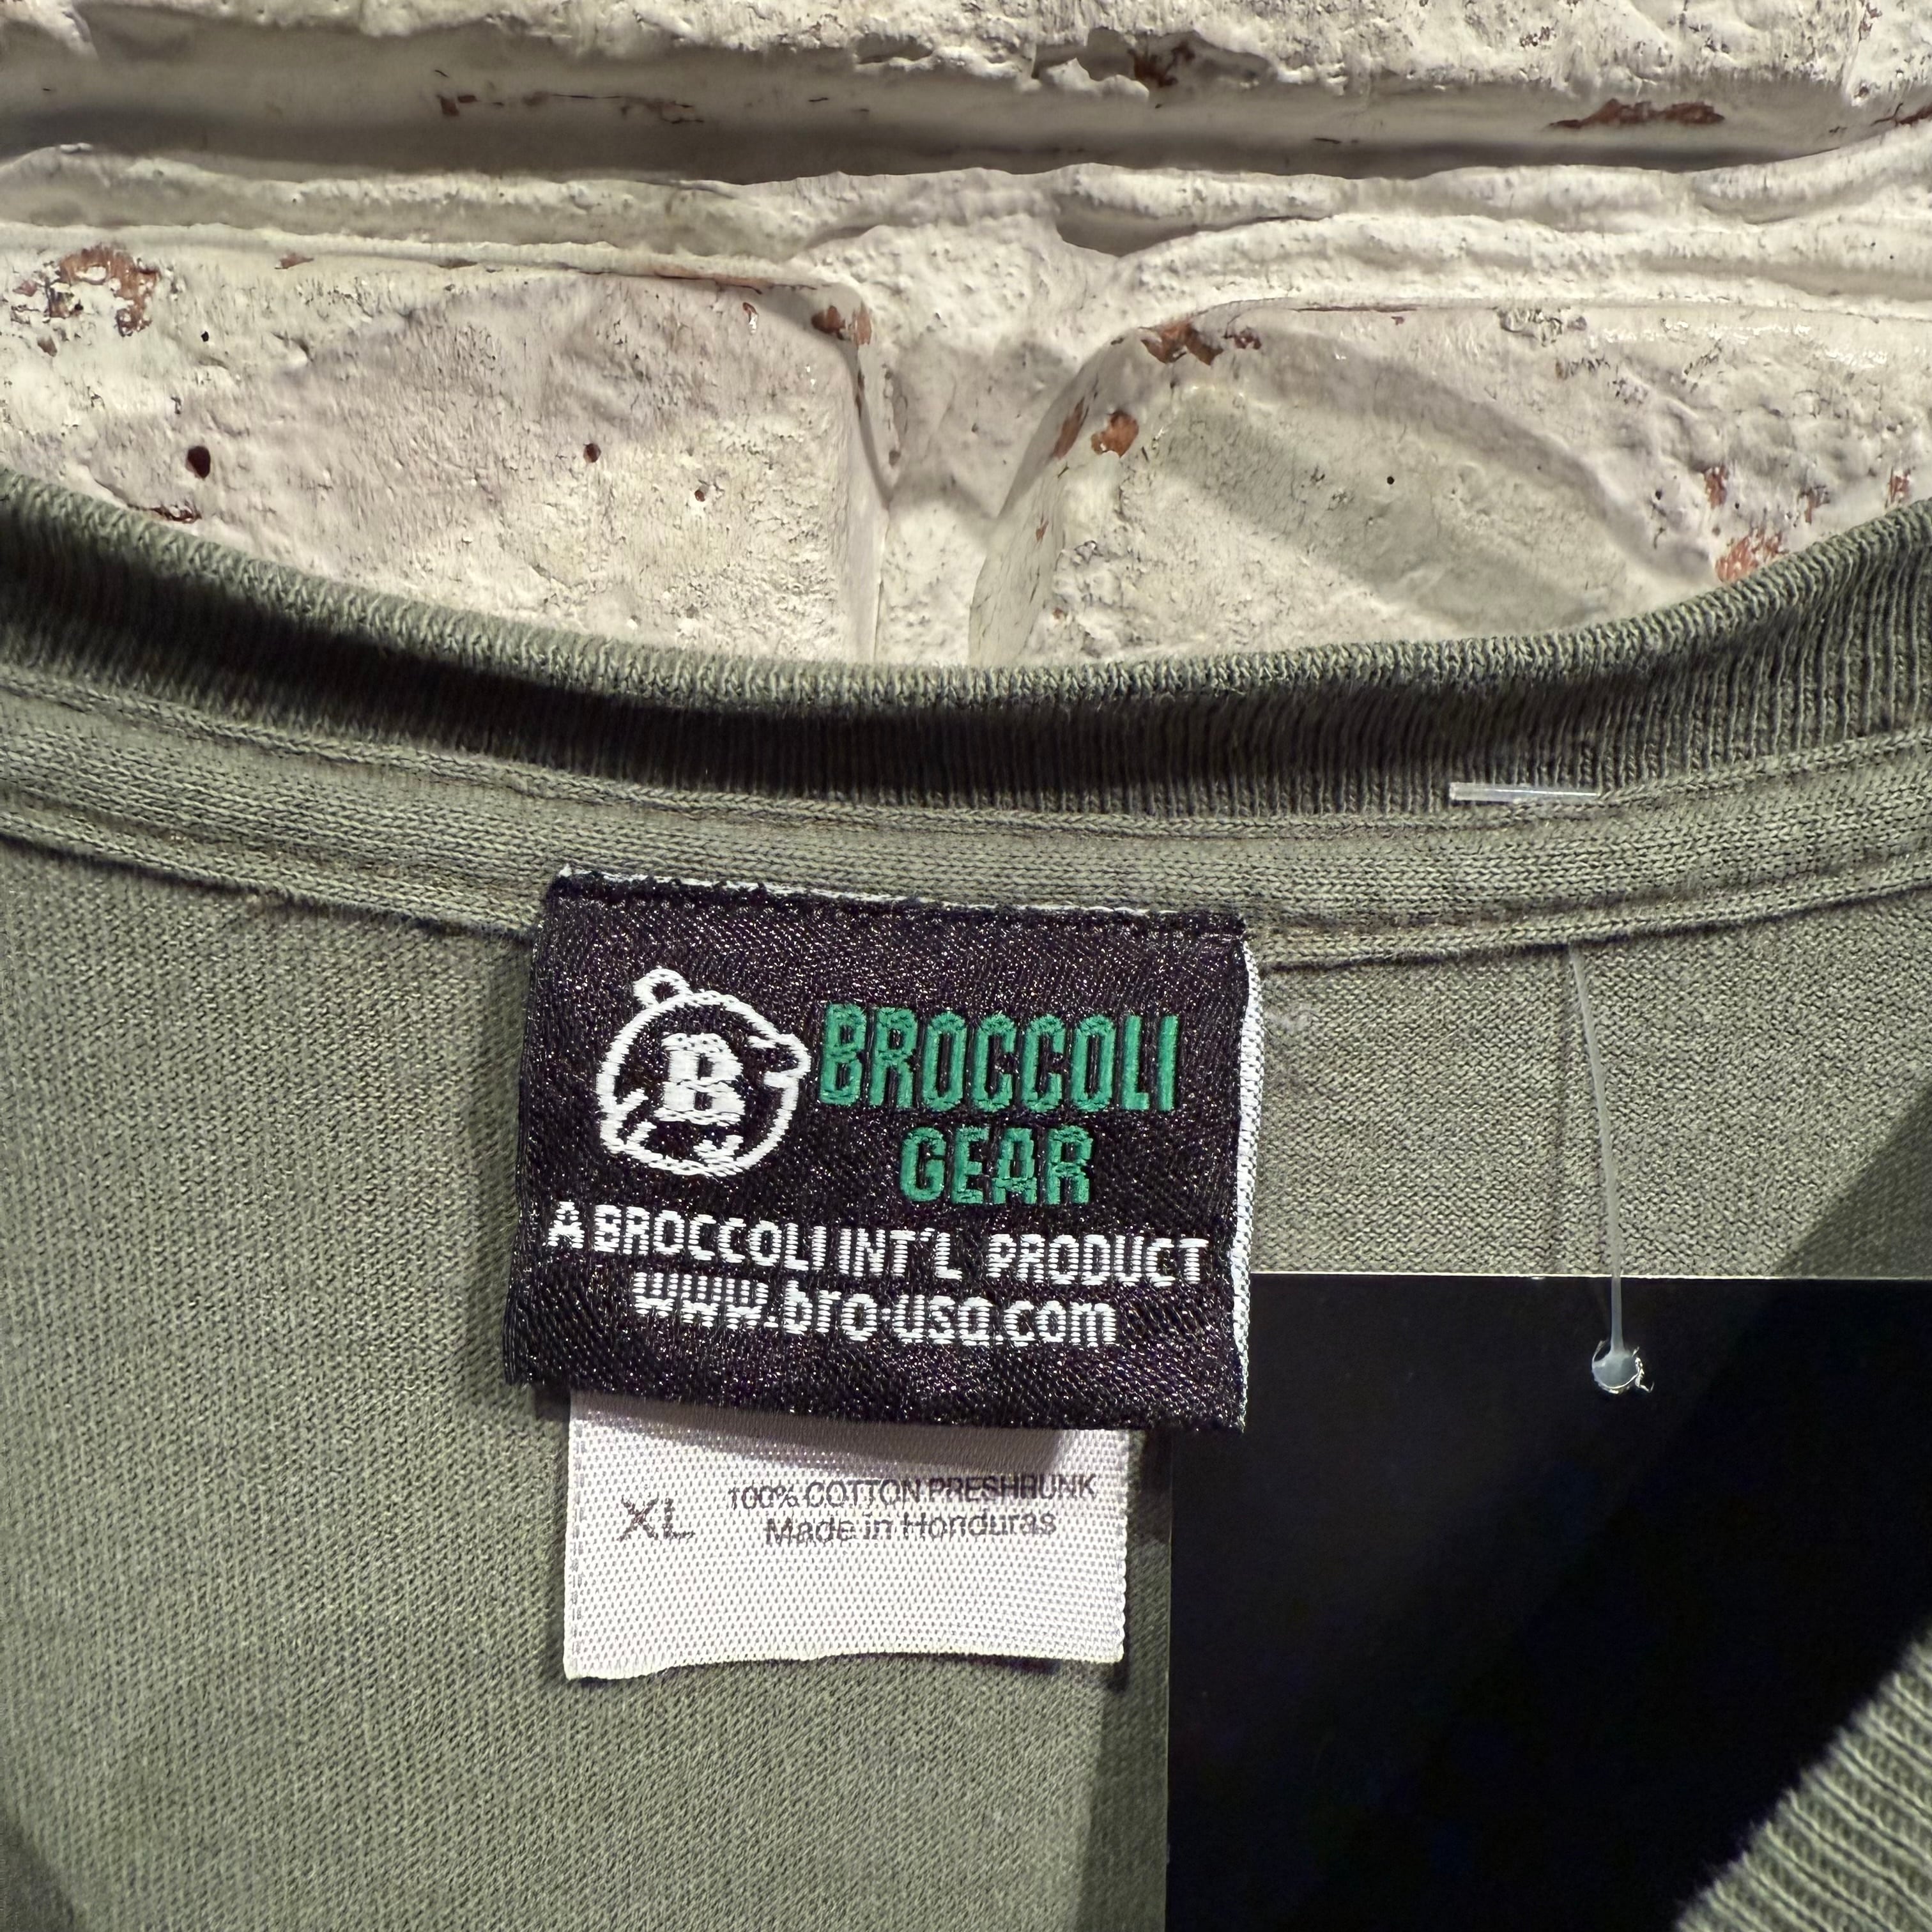 B
BROCCOLI
GEAR
A BROCCOLI INT'L PRODUCT
www.bro-usa.com
XL
100% COTTON PRESHRUNK
Made in Honduras